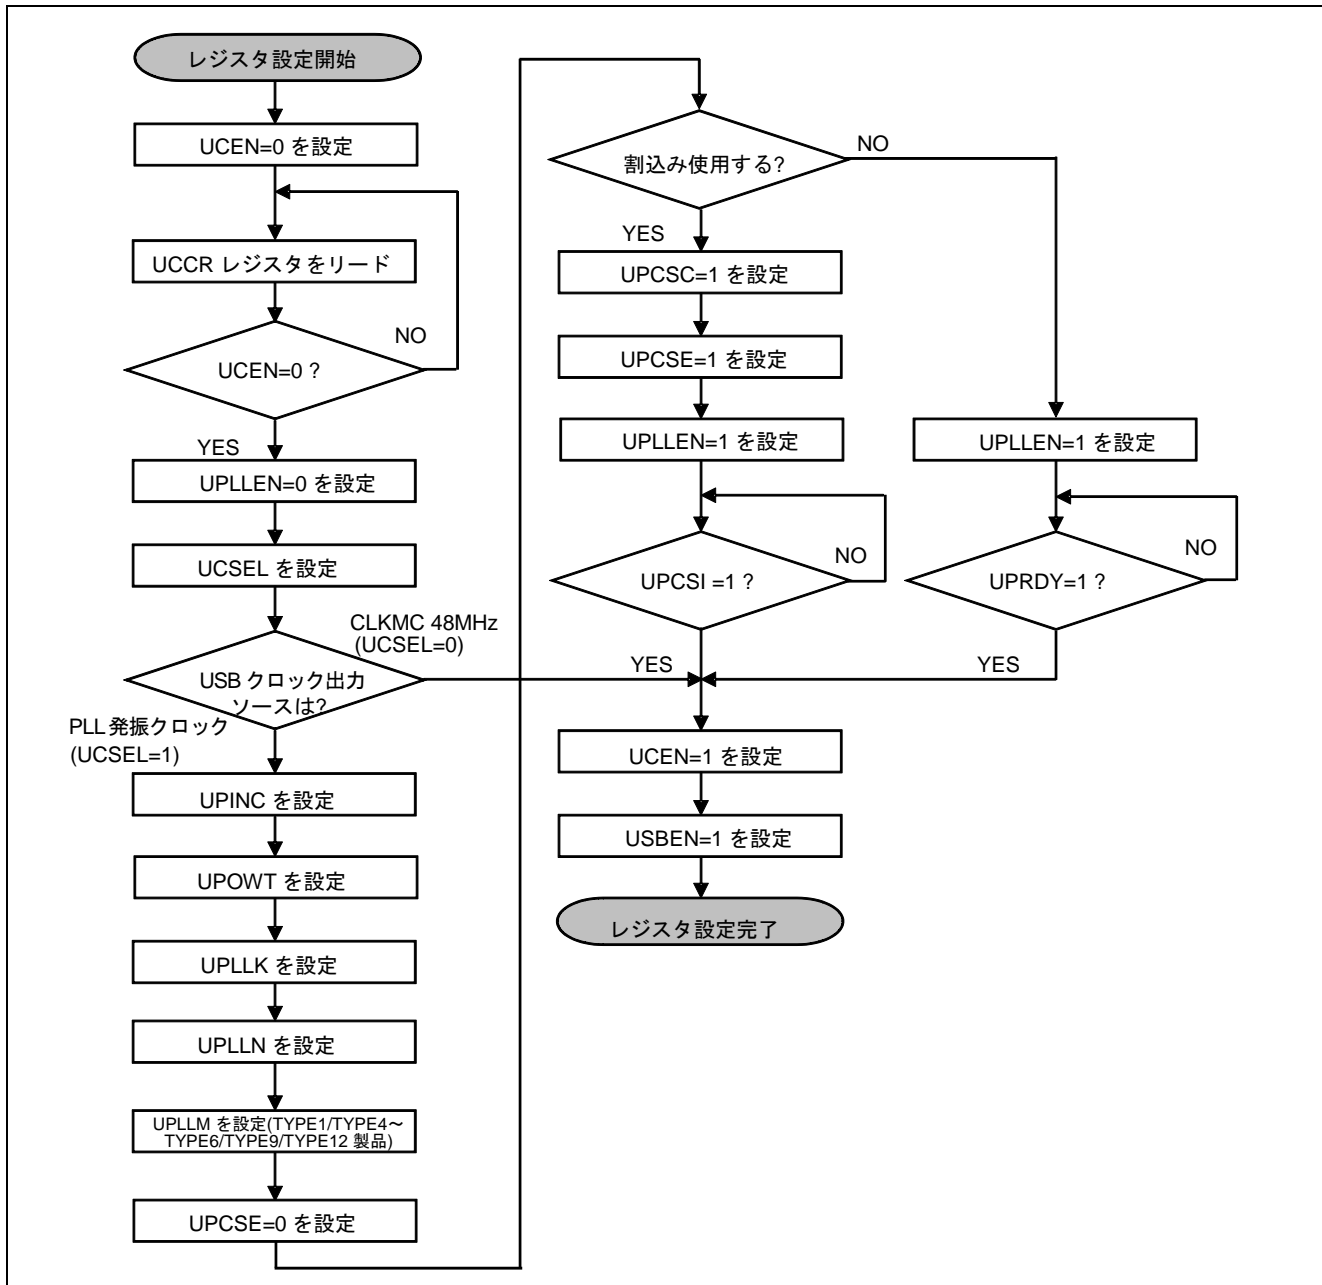 レジスタ設定開始
UCEN=0 を設定
UCCR レジスタをリード
UCEN=0 ?
NO
YES
UPLLEN=0 を設定
UCSEL を設定
CLKMC 48MHz
(UCSEL=0)
USB クロック出力
ソースは?
PLL 発振クロック
(UCSEL=1)
UPINC を設定
UPOWT を設定
UPLLK を設定
UPLLN を設定
UPLLM を設定(TYPE1/TYPE4～
TYPE6/TYPE9/TYPE12 製品)
UPCSE=0 を設定
割込み使用する?
NO
YES
UPCSC=1 を設定
UPCSE=1 を設定
UPLLEN=1 を設定
UPCSI =1 ?
NO
YES
UPLLEN=1 を設定
UPRDY=1 ?
NO
YES
UCEN=1 を設定
USBEN=1 を設定
レジスタ設定完了